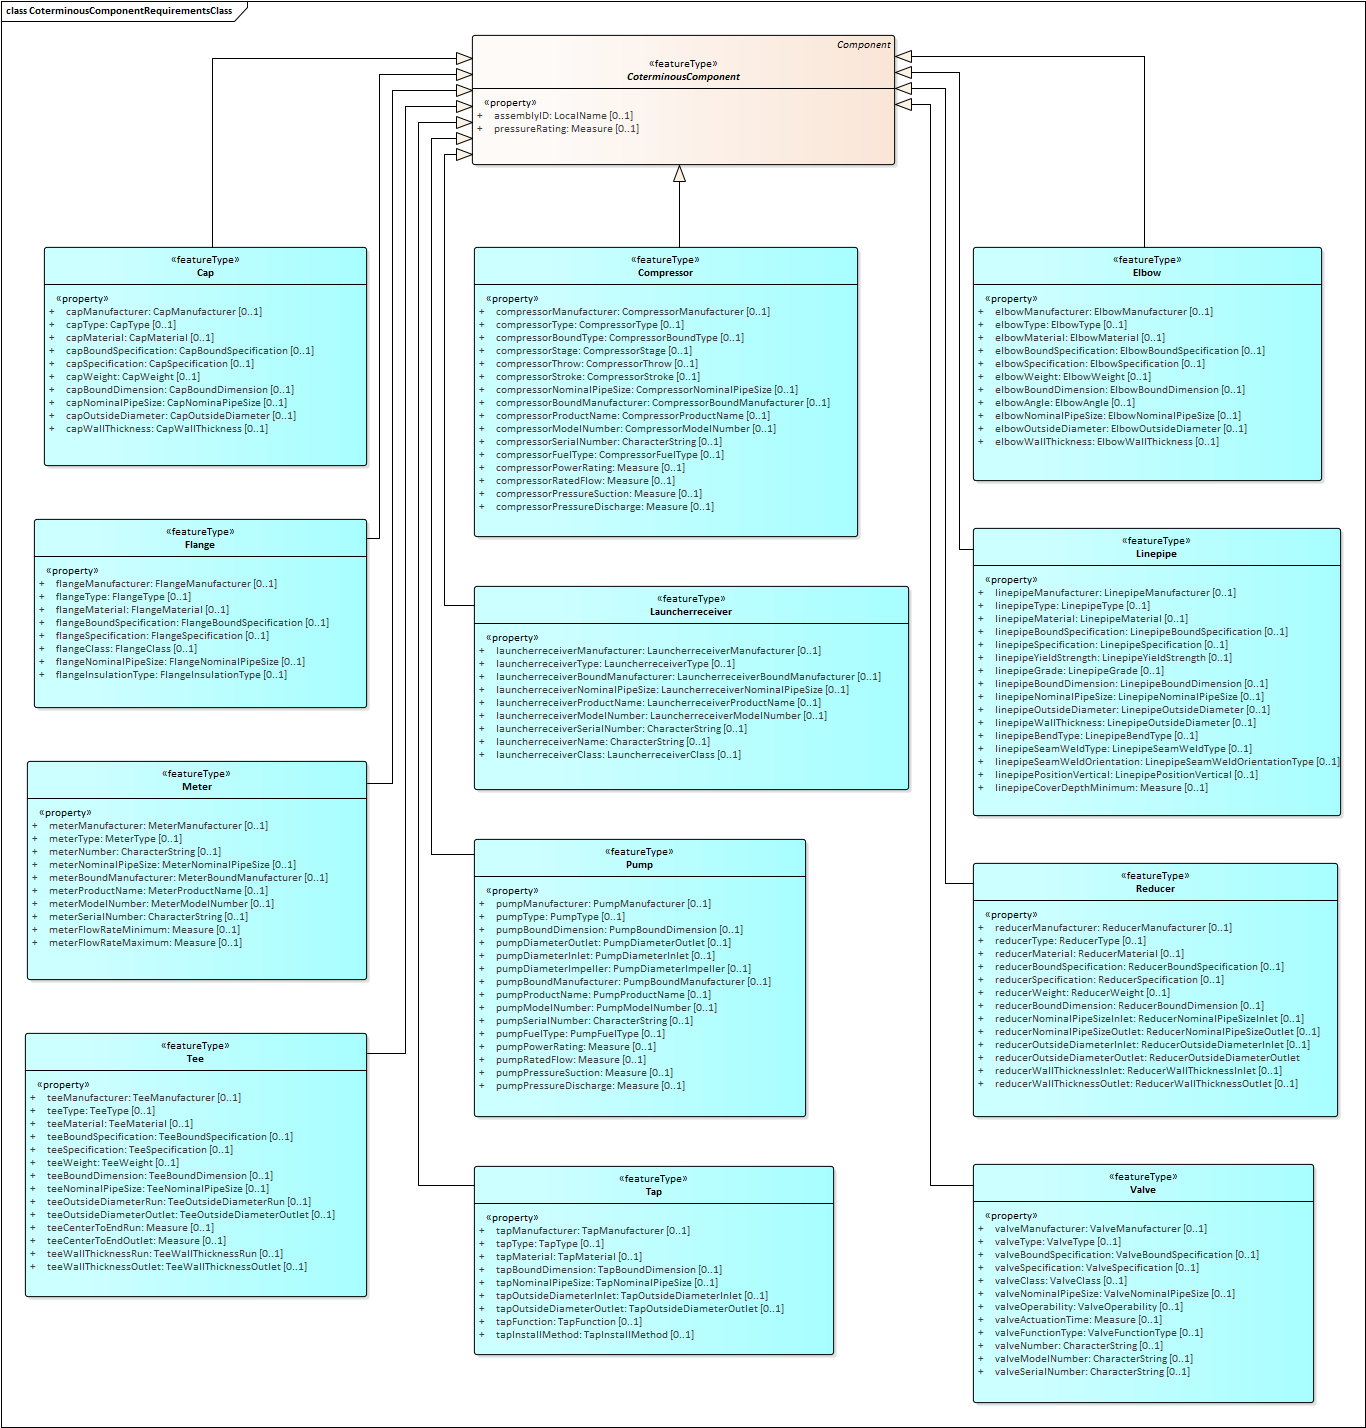 class CoterminousComponentRequirementsClass
Component
«featureType»
CoterminousComponent
«property»
+ assemblyID: LocalName [0..1]
+ pressureRating: Measure [0..1]
«featureType»
Cap
«property»
+ capManufacturer: CapManufacturer [0..1]
+ capType: CapType [0..1]
+ capMaterial: CapMaterial [0..1]
+ capBoundSpecification: CapBoundSpecification [0..1]
+ capSpecification: CapSpecification [0..1]
+ capWeight: CapWeight [0..1]
+ capBoundDimension: CapBoundDimension [0..1]
+ capNominalPipeSize: CapNominaPipeSize [0..1]
+ capOutsideDiameter: CapOutsideDiameter [0..1]
+ capWallThickness: CapWallThickness [0..1]
«featureType»
Flange
«property»
+ flangeManufacturer: FlangeManufacturer [0..1]
+ flangeType: FlangeType [0..1]
+ flangeMaterial: FlangeMaterial [0..1]
+ flangeBoundSpecification: FlangeBoundSpecification [0..1]
+ flangeSpecification: FlangeSpecification [0..1]
+ flangeClass: FlangeClass [0..1]
+ flangeNominalPipeSize: FlangeNominalPipeSize [0..1]
+ flangeInsulationType: FlangeInsulationType [0..1]
«featureType»
Meter
«property»
+ meterManufacturer: MeterManufacturer [0..1]
+ meterType: MeterType [0..1]
+ meterNumber: CharacterString [0..1]
+ meterNominalPipeSize: MeterNominalPipeSize [0..1]
+ meterBoundManufacturer: MeterBoundManufacturer [0..1]
+ meterProductName: MeterProductName [0..1]
+ meterModelNumber: MeterModelNumber [0..1]
+ meterSerialNumber: CharacterString [0..1]
+ meterFlowRateMinimum: Measure [0..1]
+ meterFlowRateMaximum: Measure [0..1]
«featureType»
Tee
«property»
+ teeManufacturer: TeeManufacturer [0..1]
+ teeType: TeeType [0..1]
+ teeMaterial: TeeMaterial [0..1]
+ teeBoundSpecification: TeeBoundSpecification [0..1]
+ teeSpecification: TeeSpecification [0..1]
+ teeWeight: TeeWeight [0..1]
+ teeBoundDimension: TeeBoundDimension [0..1]
+ teeNominalPipeSize: TeeNominalPipeSize [0..1]
+ teeOutsideDiameterRun: TeeOutsideDiameterRun [0..1]
+ teeOutsideDiameterOutlet: TeeOutsideDiameterOutlet [0..1]
+ teeCenterToEndRun: Measure [0..1]
+ teeCenterToEndOutlet: Measure [0..1]
+ teeWallThicknessRun: TeeWallThicknessRun [0..1]
+ teeWallThicknessOutlet: TeeWallThicknessOutlet [0..1]
«featureType»
Compressor
«property»
+ compressorManufacturer: CompressorManufacturer [0..1]
+ compressorType: CompressorType [0..1]
+ compressorBoundType: CompressorBoundType [0..1]
+ compressorStage: CompressorStage [0..1]
+ compressorThrow: CompressorThrow [0..1]
+ compressorStroke: CompressorStroke [0..1]
+ compressorNominalPipeSize: CompressorNominalPipeSize [0..1]
+ compressorBoundManufacturer: CompressorBoundManufacturer [0..1]
+ compressorProductName: CompressorProductName [0..1]
+ compressorModelNumber: CompressorModelNumber [0..1]
+ compressorSerialNumber: CharacterString [0..1]
+ compressorFuelType: CompressorFuelType [0..1]
+ compressorPowerRating: Measure [0..1]
+ compressorRatedFlow: Measure [0..1]
+ compressorPressureSuction: Measure [0..1]
+ compressorPressureDischarge: Measure [0..1]
«featureType»
Launcherreceiver
«property»
+ launcherreceiverManufacturer: LauncherreceiverManufacturer [0..1]
+ launcherreceiverType: LauncherreceiverType [0..1]
+ launcherreceiverBoundManufacturer: LauncherreceiverBoundManufacturer [0..1]
+ launcherreceiverNominalPipeSize: LauncherreceiverNominalPipeSize [0..1]
+ launcherreceiverProductName: LauncherreceiverProductName [0..1]
+ launcherreceiverModelNumber: LauncherreceiverModelNumber [0..1]
+ launcherreceiverSerialNumber: CharacterString [0..1]
+ launcherreceiverName: CharacterString [0..1]
+ launcherreceiverClass: LauncherreceiverClass [0..1]
«featureType»
Pump
«property»
+ pumpManufacturer: PumpManufacturer [0..1]
+ pumpType: PumpType [0..1]
+ pumpBoundDimension: PumpBoundDimension [0..1]
+ pumpDiameterOutlet: PumpDiameterOutlet [0..1]
+ pumpDiameterInlet: PumpDiameterInlet [0..1]
+ pumpDiameterImpeller: PumpDiameterImpeller [0..1]
+ pumpBoundManufacturer: PumpBoundManufacturer [0..1]
+ pumpProductName: PumpProductName [0..1]
+ pumpModelNumber: PumpModelNumber [0..1]
+ pumpSerialNumber: CharacterString [0..1]
+ pumpFuelType: PumpFuelType [0..1]
+ pumpPowerRating: Measure [0..1]
+ pumpRatedFlow: Measure [0..1]
+ pumpPressureSuction: Measure [0..1]
+ pumpPressureDischarge: Measure [0..1]
«featureType»
Tap
«property»
+ tapManufacturer: TapManufacturer [0..1]
+ tapType: TapType [0..1]
+ tapMaterial: TapMaterial [0..1]
+ tapBoundDimension: TapBoundDimension [0..1]
+ tapNominalPipeSize: TapNominalPipeSize [0..1]
+ tapOutsideDiameterInlet: TapOutsideDiameterInlet [0..1]
+ tapOutsideDiameterOutlet: TapOutsideDiameterOutlet [0..1]
+ tapFunction: TapFunction [0..1]
+ tapInstallMethod: TapInstallMethod [0..1]
«featureType»
Elbow
«property»
+ elbowManufacturer: ElbowManufacturer [0..1]
+ elbowType: ElbowType [0..1]
+ elbowMaterial: ElbowMaterial [0..1]
+ elbowBoundSpecification: ElbowBoundSpecification [0..1]
+ elbowSpecification: ElbowSpecification [0..1]
+ elbowWeight: ElbowWeight [0..1]
+ elbowBoundDimension: ElbowBoundDimension [0..1]
+ elbowAngle: ElbowAngle [0..1]
+ elbowNominalPipeSize: ElbowNominalPipeSize [0..1]
+ elbowOutsideDiameter: ElbowOutsideDiameter [0..1]
+ elbowWallThickness: ElbowWallThickness [0..1]
«featureType»
Linepipe
«property»
+ linepipeManufacturer: LinepipeManufacturer [0..1]
+ linepipeType: LinepipeType [0..1]
+ linepipeMaterial: LinepipeMaterial [0..1]
+ linepipeBoundSpecification: LinepipeBoundSpecification [0..1]
+ linepipeSpecification: LinepipeSpecification [0..1]
+ linepipeYieldStrength: LinepipeYieldStrength [0..1]
+ linepipeGrade: LinepipeGrade [0..1]
+ linepipeBoundDimension: LinepipeBoundDimension [0..1]
+ linepipeNominalPipeSize: LinepipeNominalPipeSize [0..1]
+ linepipeOutsideDiameter: LinepipeOutsideDiameter [0..1]
+ linepipeWallThickness: LinepipeOutsideDiameter [0..1]
+ linepipeBendType: LinepipeBendType [0..1]
+ linepipeSeamWeldType: LinepipeSeamWeldType [0..1]
+ linepipeSeamWeldOrientation: LinepipeSeamWeldOrientationType [0..1]
+ linepipePositionVertical: LinepipePositionVertical [0..1]
+ linepipeCoverDepthMinimum: Measure [0..1]
«featureType»
Reducer
«property»
+ reducerManufacturer: ReducerManufacturer [0..1]
+ reducerType: ReducerType [0..1]
+ reducerMaterial: ReducerMaterial [0..1]
+ reducerBoundSpecification: ReducerBoundSpecification [0..1]
+ reducerSpecification: ReducerSpecification [0..1]
+ reducerWeight: ReducerWeight [0..1]
+ reducerBoundDimension: ReducerBoundDimension [0..1]
+ reducerNominalPipeSizeInlet: ReducerNominalPipeSizeInlet [0..1]
+ reducerNominalPipeSizeOutlet: ReducerNominalPipeSizeOutlet [0..1]
+ reducerOutsideDiameterInlet: ReducerOutsideDiameterInlet [0..1]
+ reducerOutsideDiameterOutlet: ReducerOutsideDiameterOutlet
+ reducerWallThicknessInlet: ReducerWallThicknessInlet [0..1]
+ reducerWallThicknessOutlet: ReducerWallThicknessOutlet [0..1]
«featureType»
Valve
«property»
+ valveManufacturer: ValveManufacturer [0..1]
+ valveType: ValveType [0..1]
+ valveBoundSpecification: ValveBoundSpecification [0..1]
+ valveSpecification: ValveSpecification [0..1]
+ valveClass: ValveClass [0..1]
+ valveNominalPipeSize: ValveNominalPipeSize [0..1]
+ valveOperability: ValveOperability [0..1]
+ valveActuationTime: Measure [0..1]
+ valveFunctionType: ValveFunctionType [0..1]
+ valveNumber: CharacterString [0..1]
+ valveModelNumber: CharacterString [0..1]
+ valveSerialNumber: CharacterString [0..1]